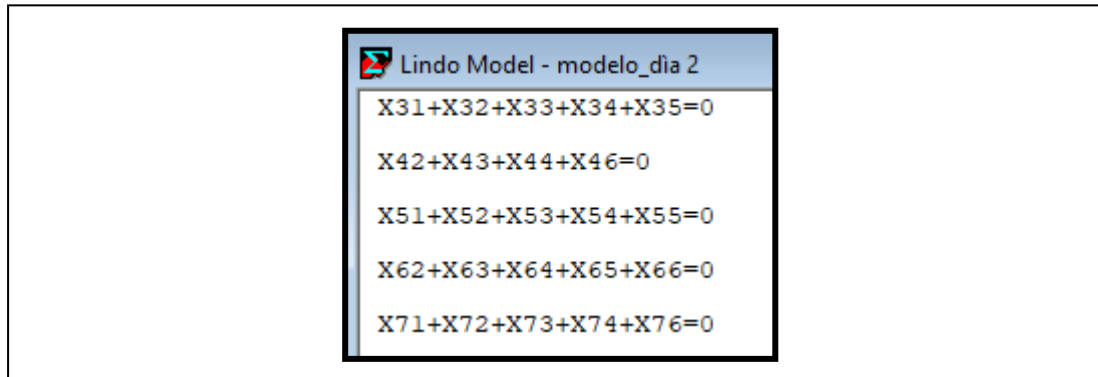 Lindo Model - modelo_dìa 2
X31+X32+X33+X34+X35=0
X42+X43+X44+X46=0
X51+X52+X53+X54+X55=0
X62+X63+X64+X65+X66=0
X71+X72+X73+X74+X76=0